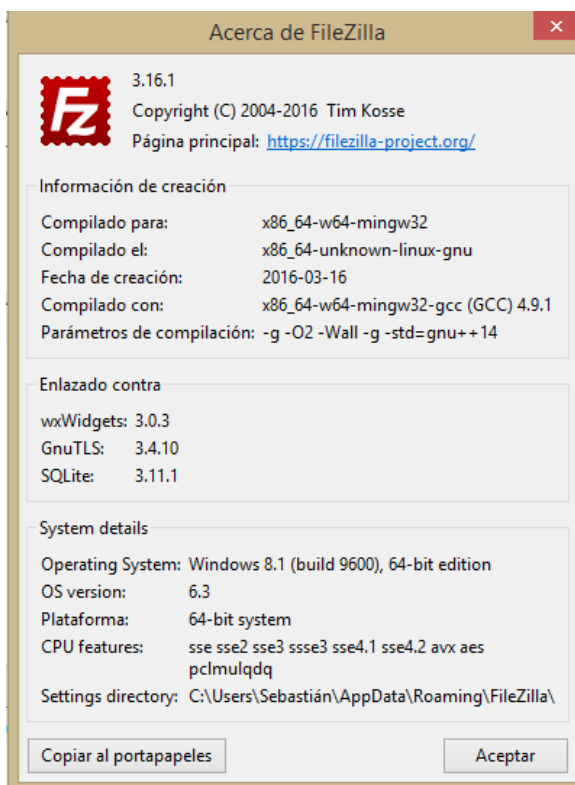 Acerca de FileZilla
Fz
3.16.1
Copyright (C) 2004-2016 Tim Kosse
Página principal: https://filezilla-project.org/
Información de creación
Compilado para: x86_64-w64-mingw32
Compilado el: x86_64-unknown-linux-gnu
Fecha de creación: 2016-03-16
Compilado con: x86_64-w64-mingw32-gcc (GCC) 4.9.1
Parámetros de compilación: -g -O2 -Wall -g -std=gnu++14
Enlazado contra
wxWidgets: 3.0.3
GnuTLS: 3.4.10
SQLite: 3.11.1
System details
Operating System: Windows 8.1 (build 9600), 64-bit edition
OS version: 6.3
Plataforma: 64-bit system
CPU features: sse sse2 sse3 ssse3 sse4.1 sse4.2 avx aes
pclmulqdq
Settings directory: C:\Users\Sebastián\AppData\Roaming\FileZilla\
Copiar al portapapeles
Aceptar